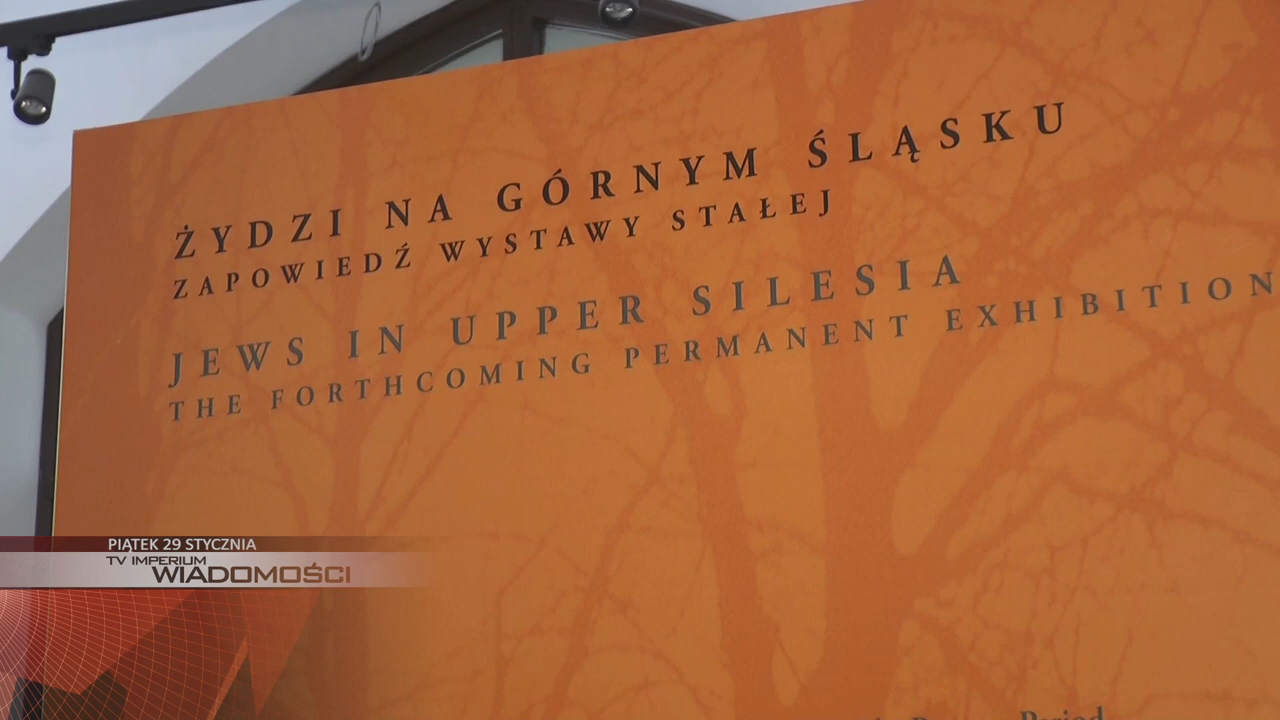 ŻYDZI NA GÓRNYM ŚLĄSKU
ZAPOWIEDŹ WYSTAWY STAŁEJ
JEWS IN UPPER SILESIA
THE FORTHCOMING PERMANENT EXHIBITION
Period
PIĄTEK 29 STYCZNIA
TV IMPERIUM
WIADOMOŚCI